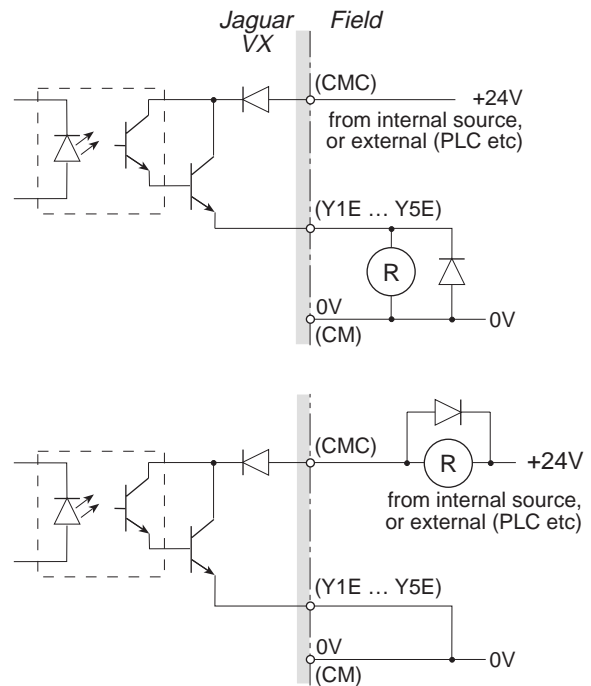 Jaguar
VX
Field
(CMC)
+24V
from internal source,
or external (PLC etc)
(Y1E … Y5E)
R
0V
(CM)
0V
(CMC)
R
+24V
from internal source,
or external (PLC etc)
(Y1E … Y5E)
0V
(CM)
0V